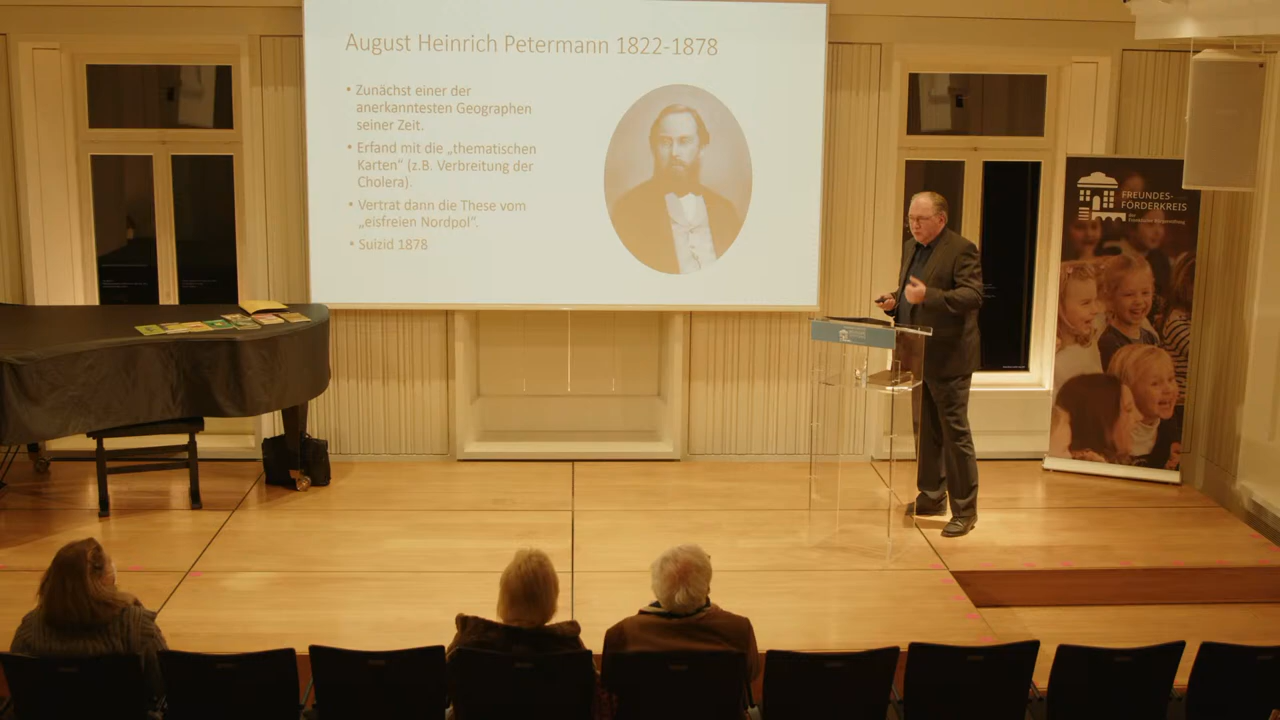 August Heinrich Petermann 1822-1878
• Zunächst einer der
anerkanntesten Geographen
seiner Zeit.
• Erfand mit die „thematischen
Karten“ (z.B. Verbreitung der
Cholera).
• Vertrat dann die These vom
„eisfreien Nordpol“.
• Suizid 1878
FREUNDES-
FÖRDERKREIS